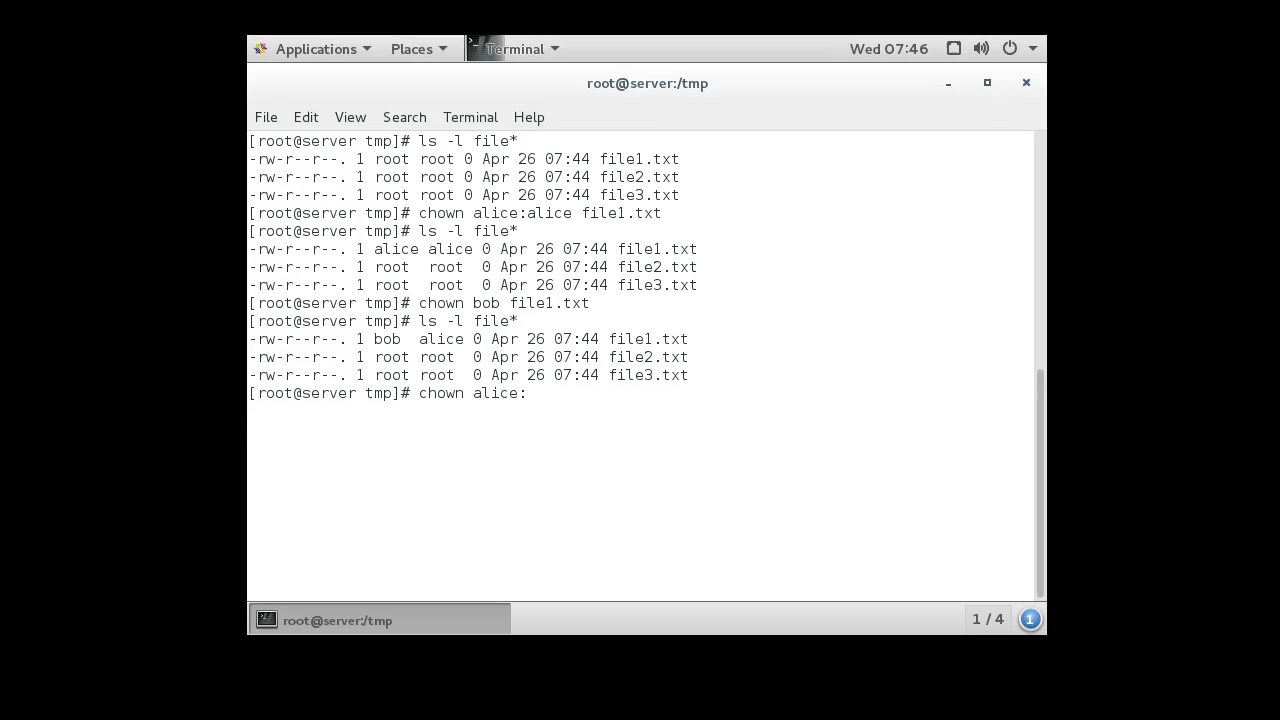 Applications Places Terminal Wed 07:46
root@server:/tmp
File Edit View Search Terminal Help
[root@server tmp]# ls -l file*
-rw-r--r--. 1 root root 0 Apr 26 07:44 file1.txt
-rw-r--r--. 1 root root 0 Apr 26 07:44 file2.txt
-rw-r--r--. 1 root root 0 Apr 26 07:44 file3.txt
[root@server tmp]# chown alice:alice file1.txt
[root@server tmp]# ls -l file*
-rw-r--r--. 1 alice alice 0 Apr 26 07:44 file1.txt
-rw-r--r--. 1 root  root  0 Apr 26 07:44 file2.txt
-rw-r--r--. 1 root  root  0 Apr 26 07:44 file3.txt
[root@server tmp]# chown bob file1.txt
[root@server tmp]# ls -l file*
-rw-r--r--. 1 bob  alice 0 Apr 26 07:44 file1.txt
-rw-r--r--. 1 root root  0 Apr 26 07:44 file2.txt
-rw-r--r--. 1 root root  0 Apr 26 07:44 file3.txt
[root@server tmp]# chown alice:
root@server:/tmp 1 / 4 1